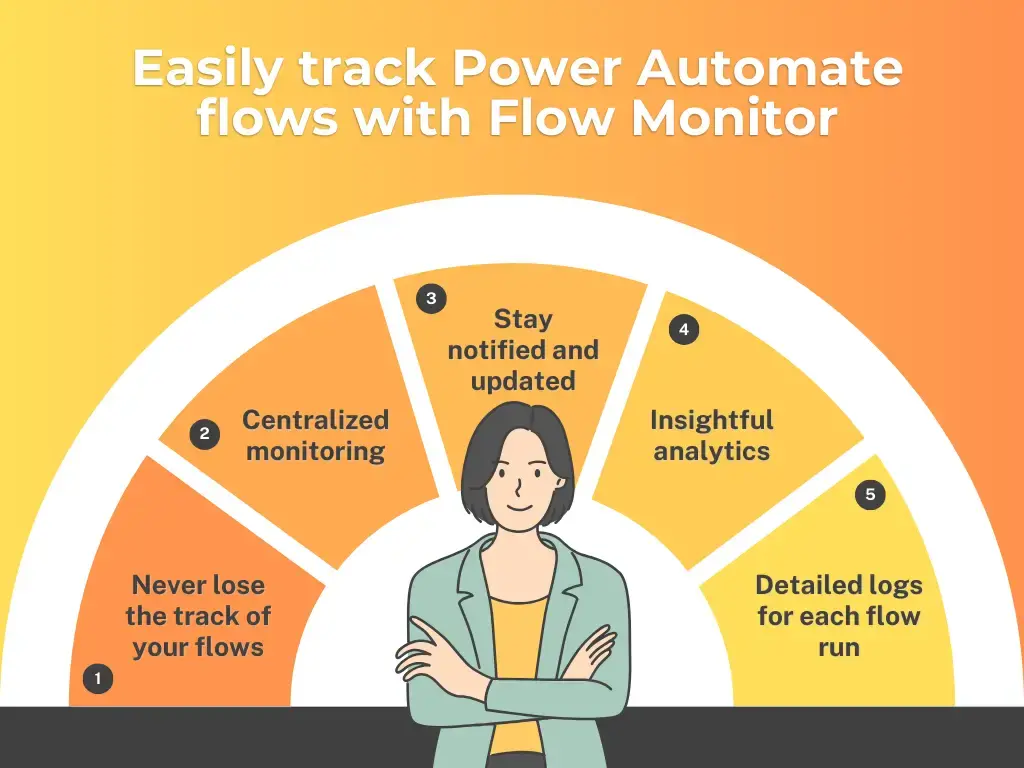 Easily track Power Automate
flows with Flow Monitor
1
Never lose
the track of
your flows
2
Centralized
monitoring
3
Stay
notified and
updated
4
Insightful
analytics
5
Detailed logs
for each flow
run